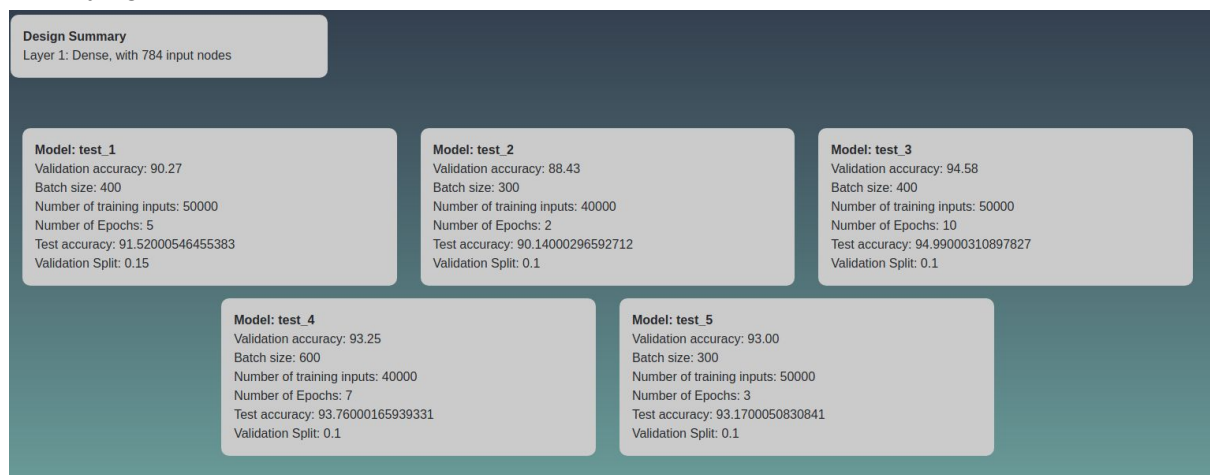 Design Summary
Layer 1: Dense, with 784 input nodes
Model: test_1
Validation accuracy: 90.27
Batch size: 400
Number of training inputs: 50000
Number of Epochs: 5
Test accuracy: 91.52000546455383
Validation Split: 0.15
Model: test_2
Validation accuracy: 88.43
Batch size: 300
Number of training inputs: 40000
Number of Epochs: 2
Test accuracy: 90.14000296592712
Validation Split: 0.1
Model: test_3
Validation accuracy: 94.58
Batch size: 400
Number of training inputs: 50000
Number of Epochs: 10
Test accuracy: 94.99000310897827
Validation Split: 0.1
Model: test_4
Validation accuracy: 93.25
Batch size: 600
Number of training inputs: 40000
Number of Epochs: 7
Test accuracy: 93.76000165939331
Validation Split: 0.1
Model: test_5
Validation accuracy: 93.00
Batch size: 300
Number of training inputs: 50000
Number of Epochs: 3
Test accuracy: 93.1700050830841
Validation Split: 0.1